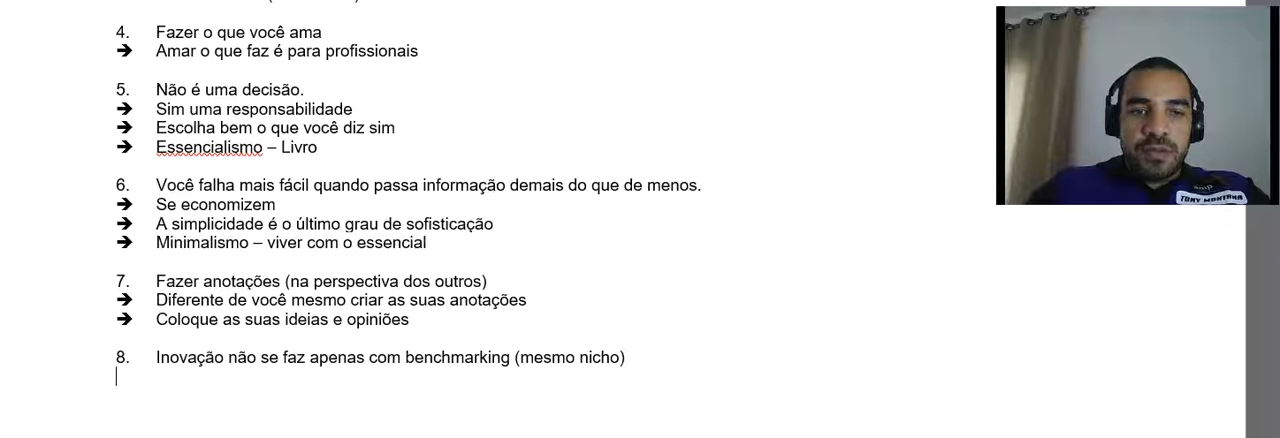 4. Fazer o que você ama
➔ Amar o que faz é para profissionais
5. Não é uma decisão.
➔ Sim uma responsabilidade
➔ Escolha bem o que você diz sim
➔ Essencialismo – Livro
6. Você falha mais fácil quando passa informação demais do que de menos.
➔ Se economizem
➔ A simplicidade é o último grau de sofisticação
➔ Minimalismo – viver com o essencial
7. Fazer anotações (na perspectiva dos outros)
➔ Diferente de você mesmo criar as suas anotações
➔ Coloque as suas ideias e opiniões
8. Inovação não se faz apenas com benchmarking (mesmo nicho)
TONY MONTANA